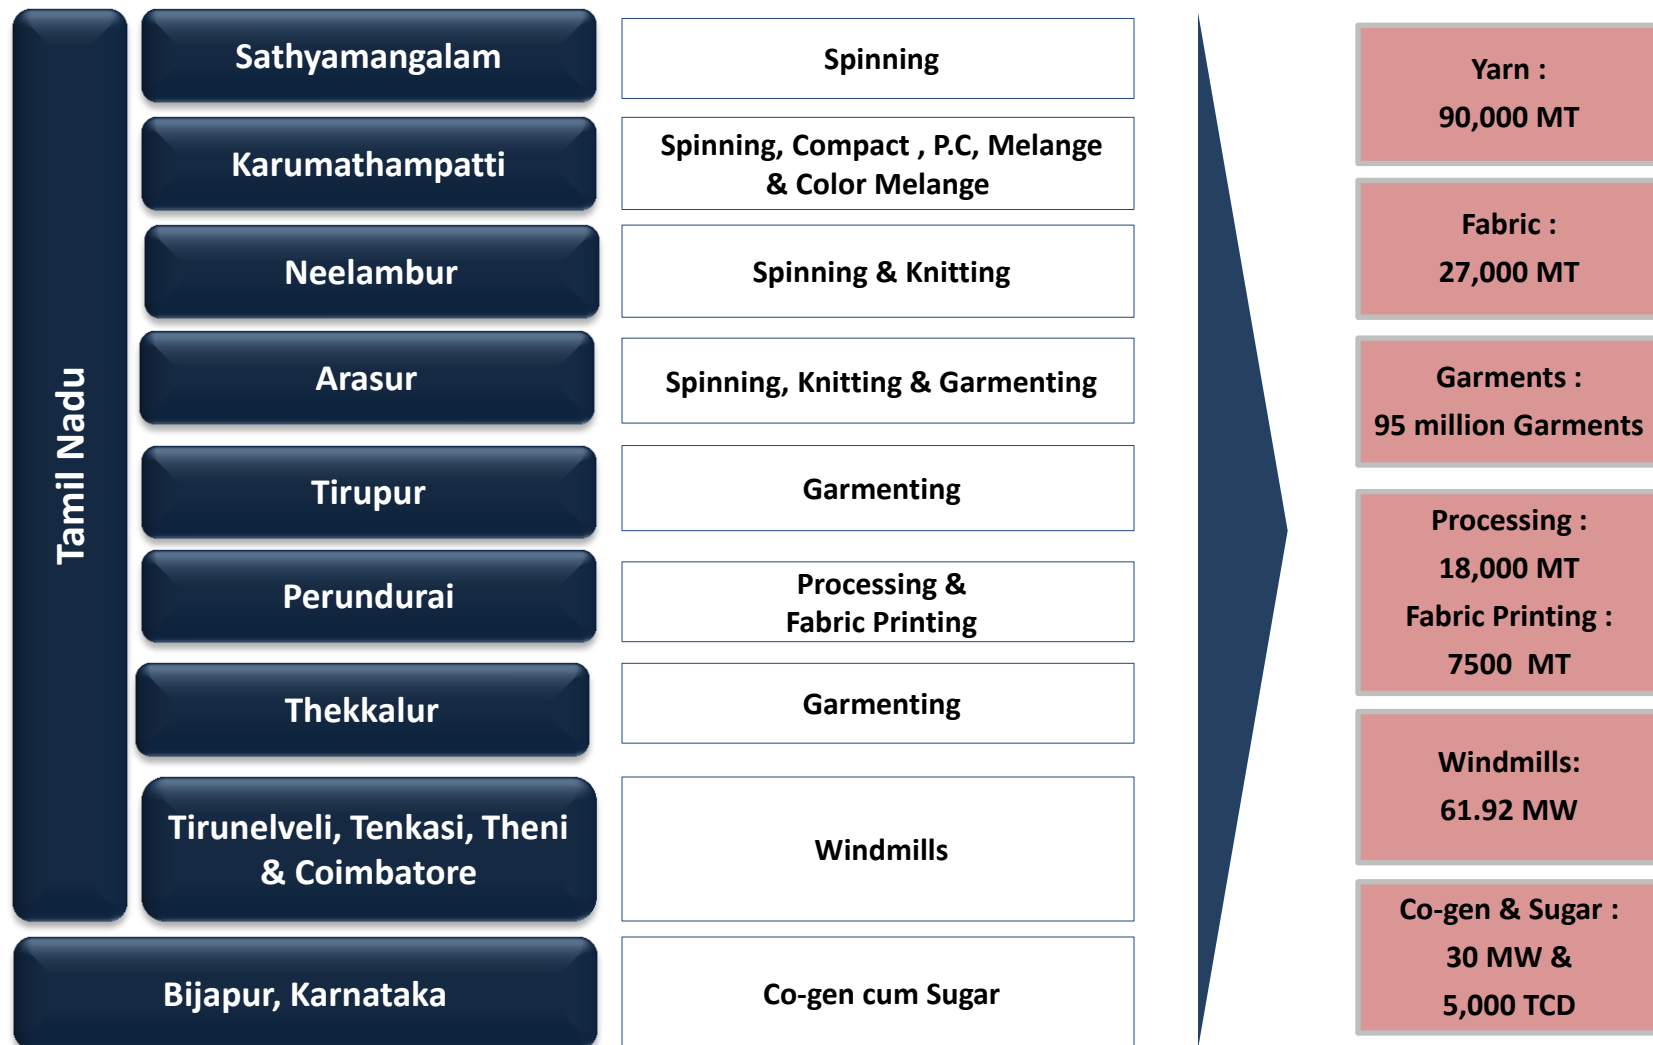 Tamil Nadu
Sathyamangalam
Spinning
Karumathampatti
Spinning, Compact , P.C, Melange
& Color Melange
Neelambur
Spinning & Knitting
Arasur
Spinning, Knitting & Garmenting
Tirupur
Garmenting
Perundurai
Processing &
Fabric Printing
Thekkalur
Garmenting
Tirunelveli, Tenkasi, Theni
& Coimbatore
Windmills
Bijapur, Karnataka
Co-gen cum Sugar
Yarn :
90,000 MT
Fabric :
27,000 MT
Garments :
95 million Garments
Processing :
18,000 MT
Fabric Printing :
7500 MT
Windmills:
61.92 MW
Co-gen & Sugar :
30 MW &
5,000 TCD